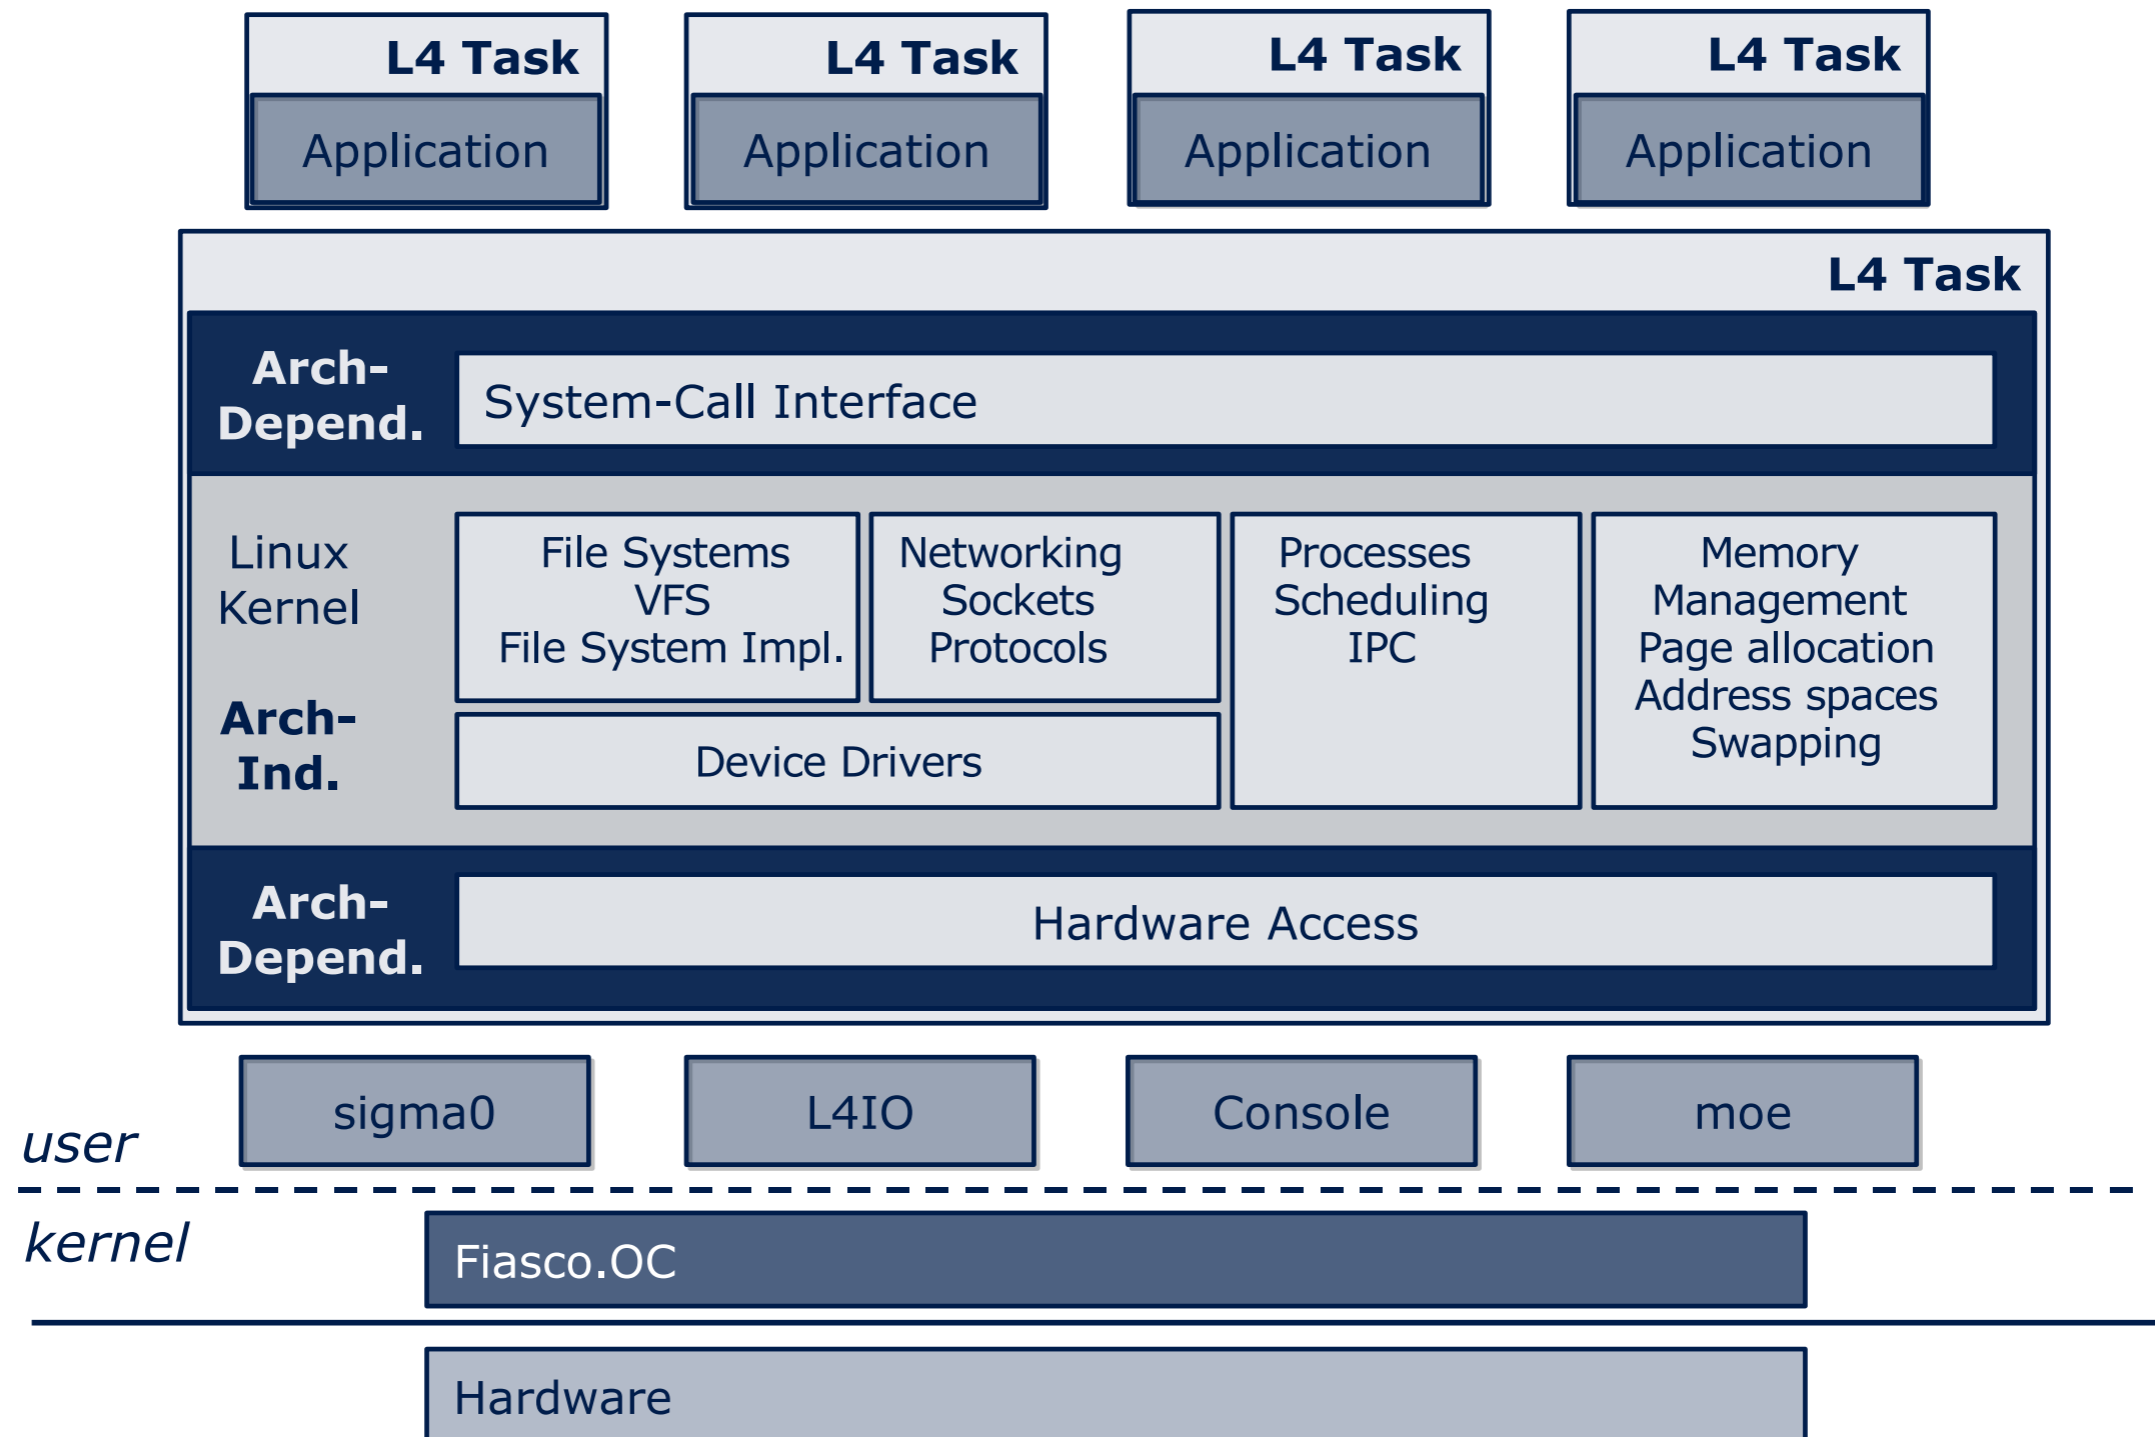 L4 Task
L4 Task
L4 Task
L4 Task
Application
Application
Application
Application
L4 Task
Arch-
Depend.
System-Call Interface
Linux
Kernel
Arch-
Ind.
File Systems
VFS
File System Impl.
Networking
Sockets
Protocols
Processes
Scheduling
IPC
Memory
Management
Page allocation
Address spaces
Swapping
Device Drivers
Arch-
Depend.
Hardware Access
sigma0
L4IO
Console
moe
user
kernel
Fiasco.OC
Hardware